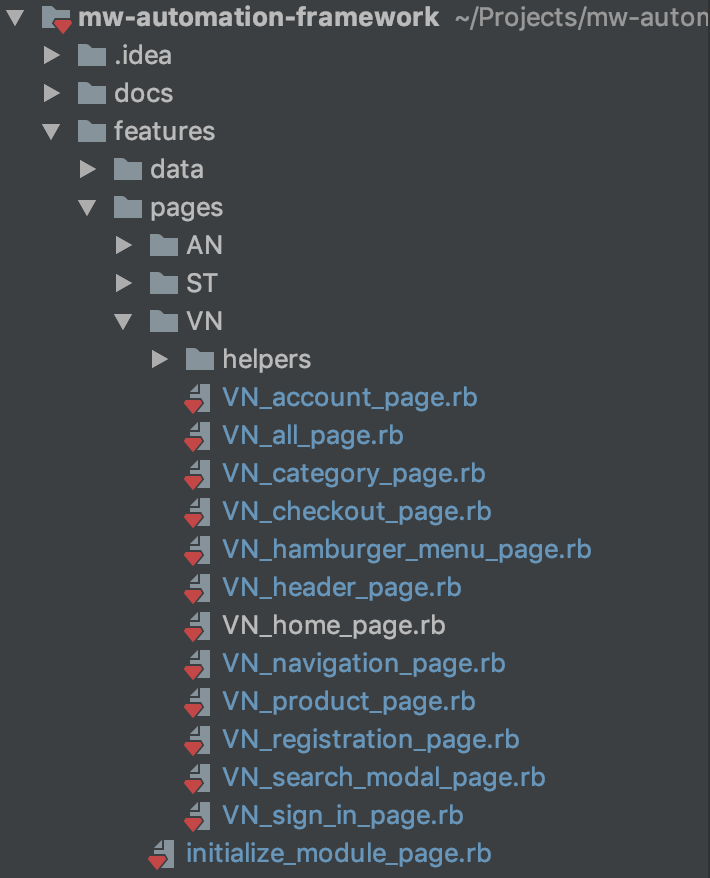 mw-automation-framework ~/Projects/mw-autom
.idea
docs
features
data
pages
AN
ST
VN
helpers
VN_account_page.rb
VN_all_page.rb
VN_category_page.rb
VN_checkout_page.rb
VN_hamburger_menu_page.rb
VN_header_page.rb
VN_home_page.rb
VN_navigation_page.rb
VN_product_page.rb
VN_registration_page.rb
VN_search_modal_page.rb
VN_sign_in_page.rb
initialize_module_page.rb